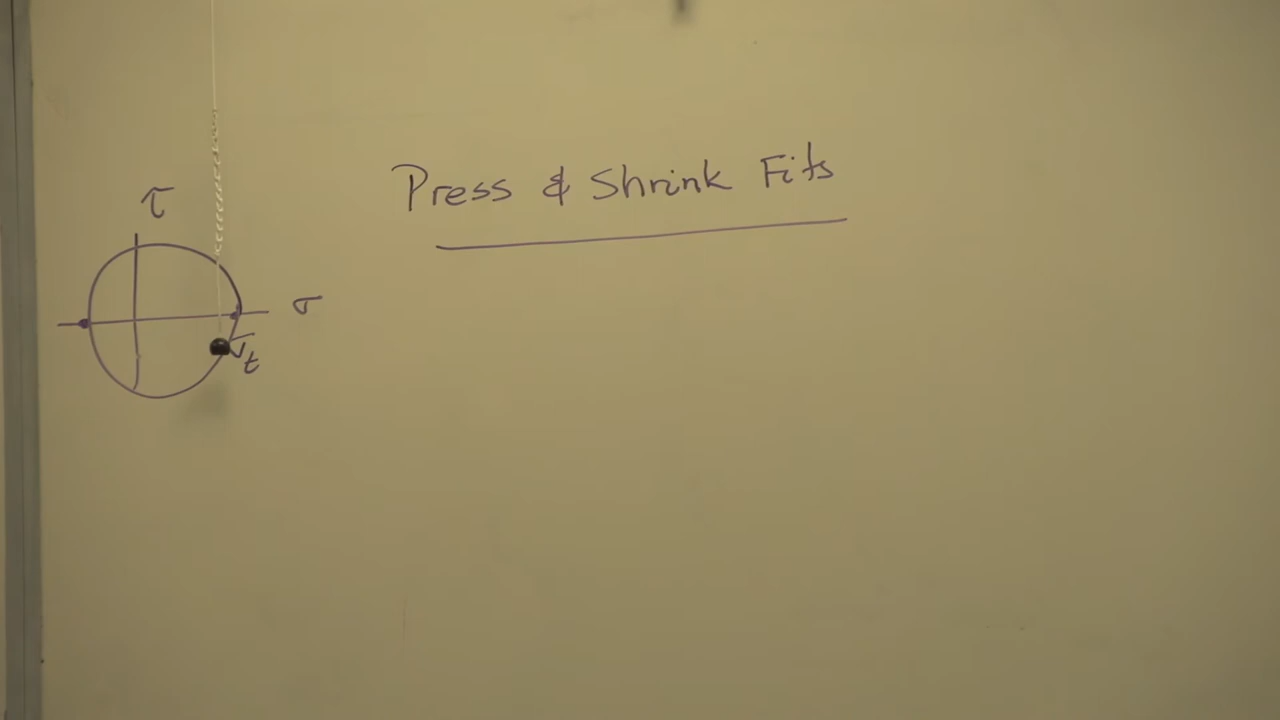 Press & Shrink Fits
τ
σ
σt